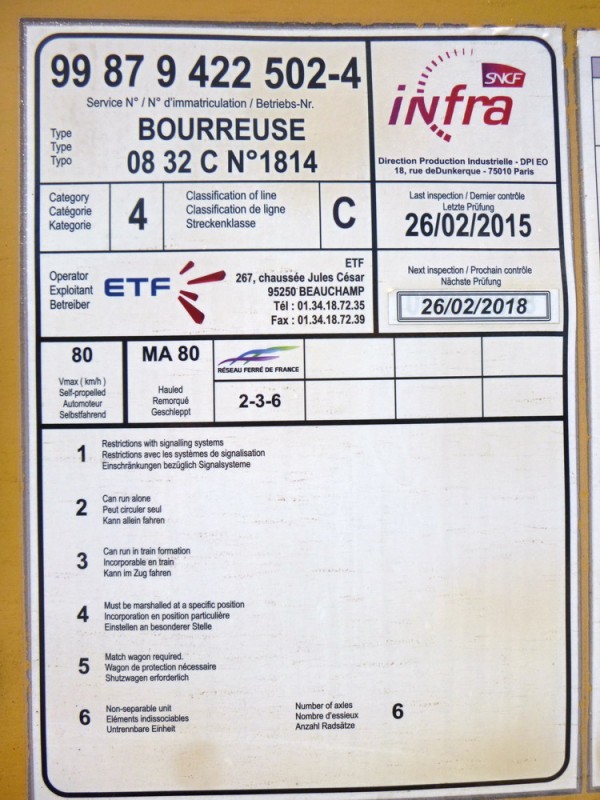 99 87 9 422 502-4
Service N° / N° d'immatriculation / Betriebs-Nr.
Type
Type
Typo
BOURREUSE
08 32 C N°1814
SNCF
infra
Direction Production Industrielle - DPI EO
18, rue deDunkerque - 75010 Paris
Category
Catégorie
Kategorie
4
Classification of line
Classification de ligne
Streckenklasse
C
Last inspection / Dernier contrôle
Letzte Prüfung
26/02/2015
Operator
Exploitant
Betreiber
ETF
ETF
267, chaussée Jules César
95250 BEAUCHAMP
Tél : 01.34.18.72.35
Fax : 01.34.18.72.39
Next inspection / Prochain contrôle
Nächste Prüfung
26/02/2018
80
Vmax ( km/h )
Self-propelled
Automoteur
Selbstfahrend
MA 80
Hauled
Remorqué
Geschleppt
RÉSEAU FERRÉ DE FRANCE
2-3-6
1
Restrictions with signalling systems
Restrictions avec les systèmes de signalisation
Einschränkungen bezüglich Signalsysteme
2
Can run alone
Peut circuler seul
Kann allein fahren
3
Can run in train formation
Incorporable en train
Kann im Zug fahren
4
Must be marshalled at a specific position
Incorporation en position particulière
Einstellen an besonderer Stelle
5
Match wagon required.
Wagon de protection nécessaire
Shutzwagen erforderlich
6
Non-separable unit
Eléments indissociables
Untrennbare Einheit
Number of axles
Nombre d'essieux
Anzahl Radsätze
6